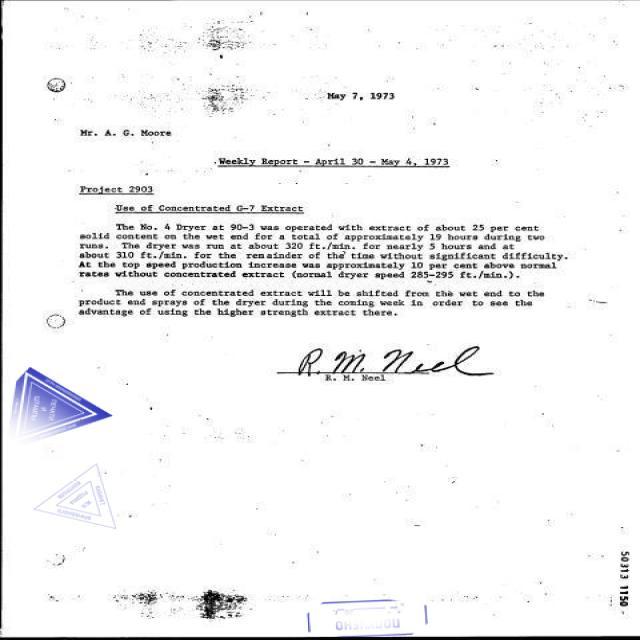 May 7, 1973
Mr. A. G. Moore
Weekly Report - April 30 - May 4, 1973
Project 2903
Use of Concentrated G-7 Extract
The No. 4 Dryer at 90-3 was operated with extract of about 25 per cent
solid content on the wet end for a total of approximately 19 hours during two
runs. The dryer was run at about 320 ft./min. for nearly 5 hours and at
about 310 ft./min. for the remainder of the time without significant difficulty.
At the top speed production increase was approximately 10 per cent above normal
rates without concentrated extract (normal dryer speed 285-295 ft./min.).
The use of concentrated extract will be shifted from the wet end to the
product end sprays of the dryer during the coming week in order to see the
advantage of using the higher strength extract there.
R. M. Neel
R. M. Neel
50313 1150